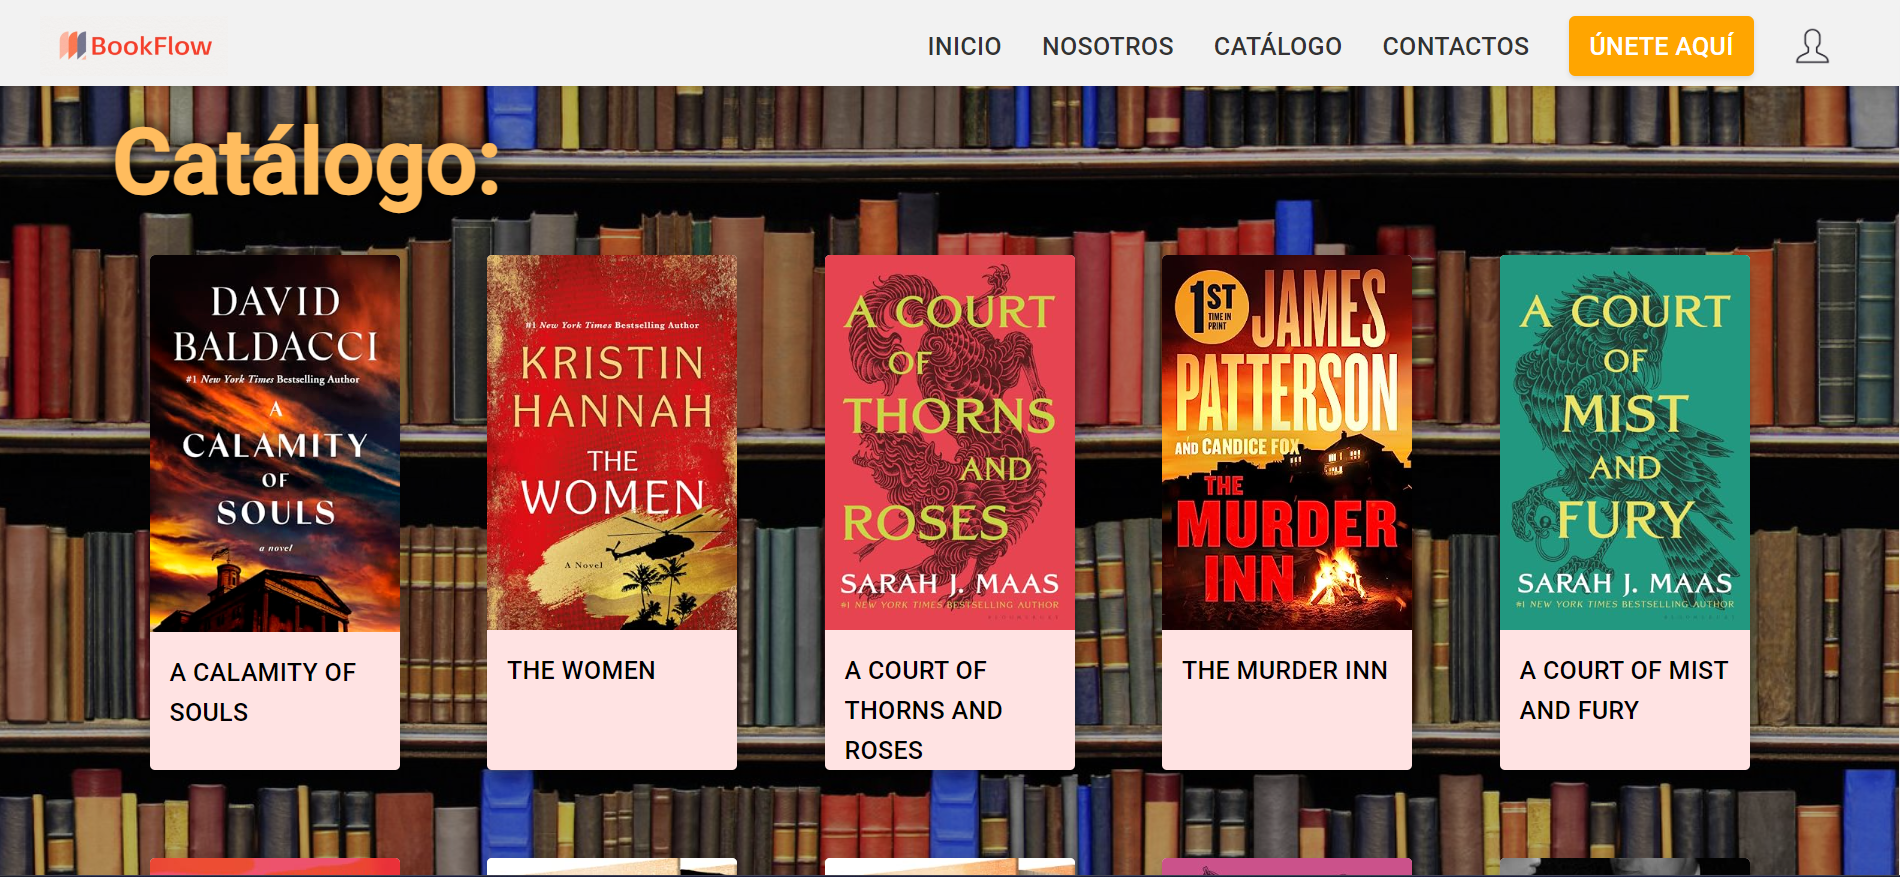 BookFlow
INICIO
NOSOTROS
CATÁLOGO
CONTACTOS
ÚNETE AQUÍ
Catálogo:
DAVID
BALDACCI
#1 New York Times Bestselling Author
A
CALAMITY
OF
SOULS
a novel
A CALAMITY OF
SOULS
#1 New York Times Bestselling Author
KRISTIN
HANNAH
THE
WOMEN
A Novel
THE WOMEN
A COURT
OF
THORNS
AND
ROSES
SARAH J. MAAS
#1 NEW YORK TIMES BESTSELLING AUTHOR
A COURT OF
THORNS AND
ROSES
1ST
TIME IN
PRINT
JAMES
PATTERSON
AND CANDICE FOX
THE
MURDER
INN
THE MURDER INN
A COURT
OF
MIST
AND
FURY
SARAH J. MAAS
#1 NEW YORK TIMES BESTSELLING AUTHOR
A COURT OF MIST
AND FURY